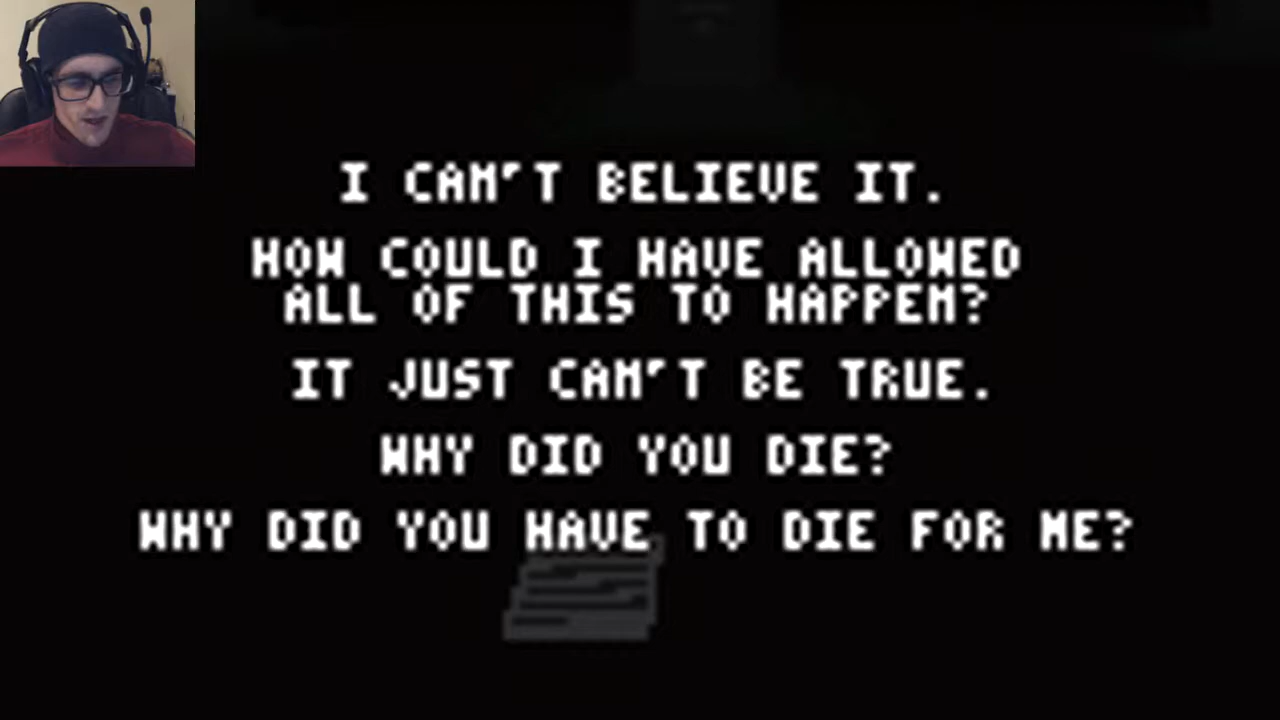 I CAN'T BELIEVE IT.
HOW COULD I HAVE ALLOWED
ALL OF THIS TO HAPPEN?
IT JUST CAN'T BE TRUE.
WHY DID YOU DIE?
WHY DID YOU HAVE TO DIE FOR ME?